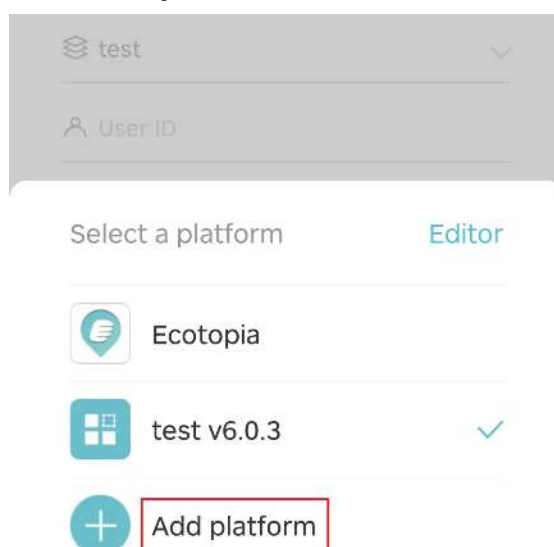 test
User ID
Select a platform
Editor
Ecotopia
test v6.0.3
Add platform